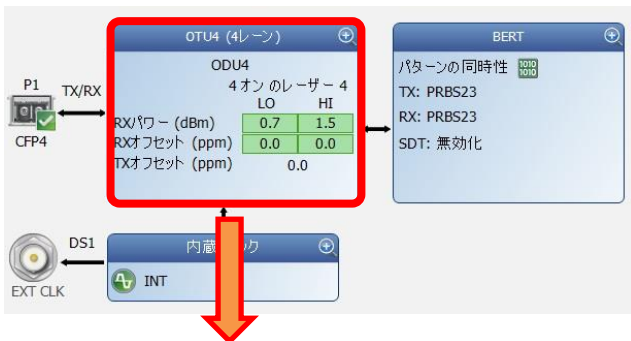 OTU4 (4レーン)
ODU4
4 オン のレーザー 4
LO HI
RXパワー (dBm) 0.7 1.5
RXオフセット (ppm) 0.0 0.0
TXオフセット (ppm) 0.0
P1
TX/RX
CFP4
BERT
パターンの同時性 1010 1010
TX: PRBS23
RX: PRBS23
SDT: 無効化
DS1
EXT CLK
内蔵 ック
INT